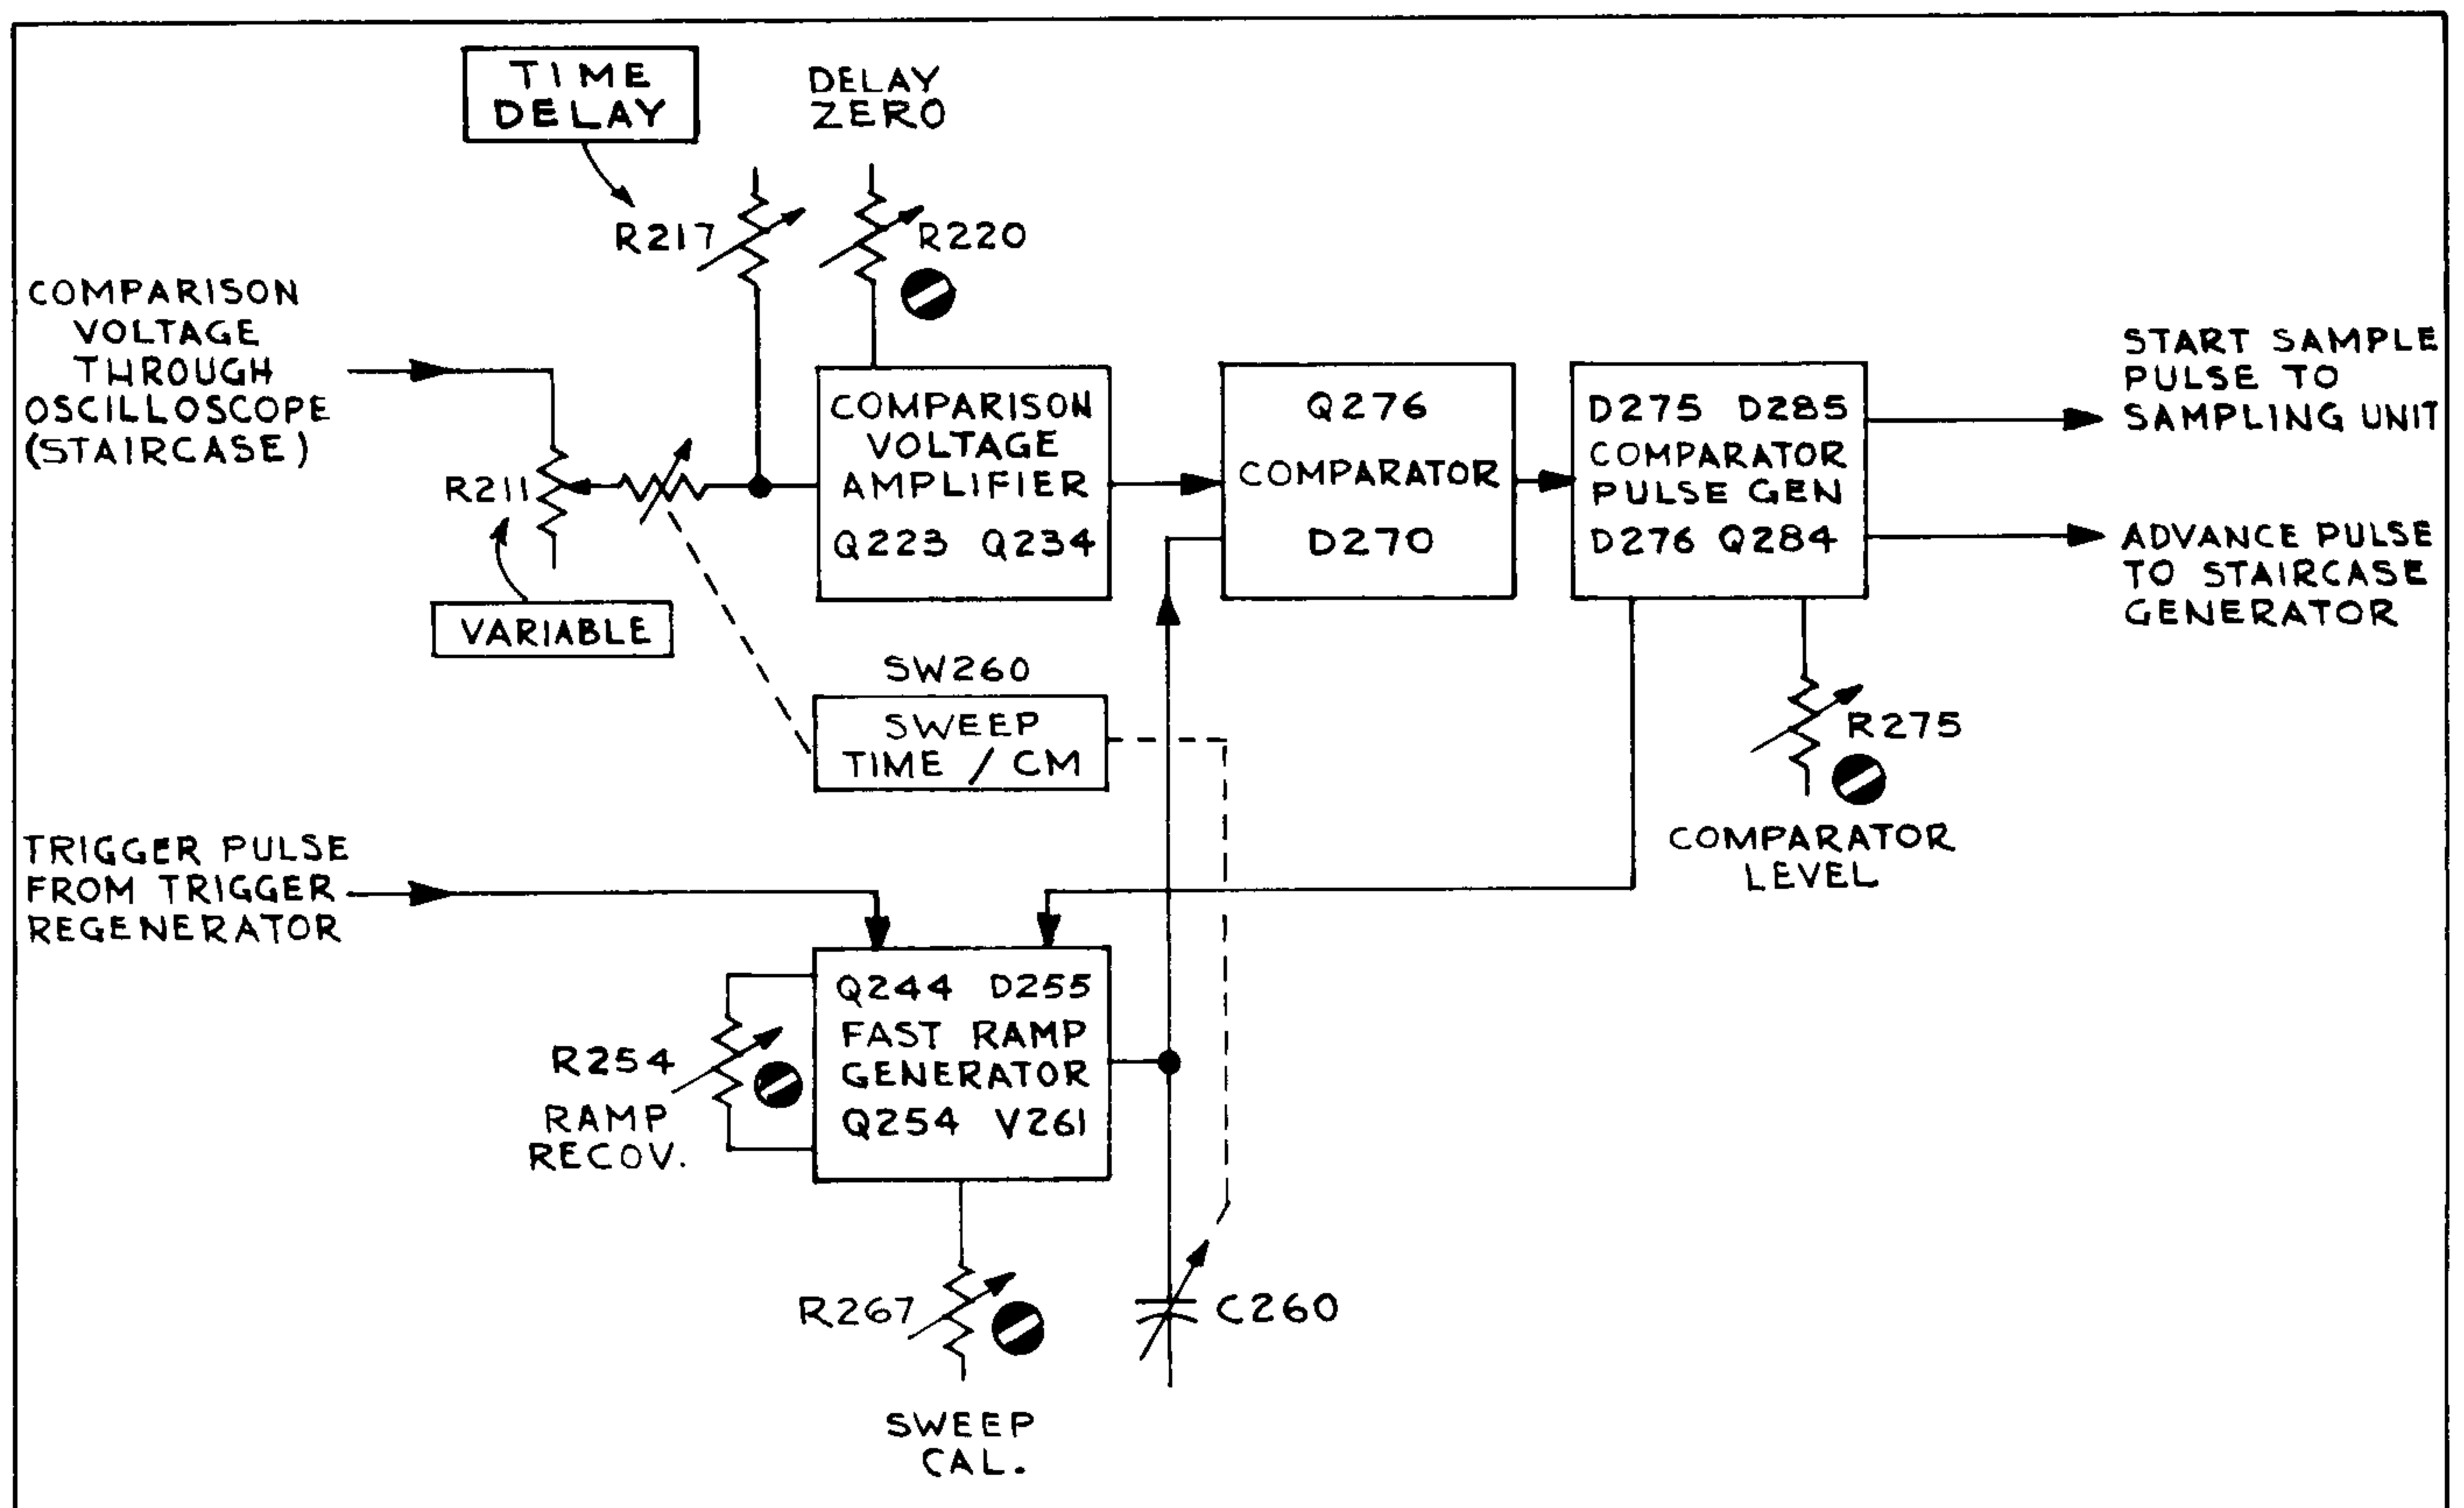 TIME
DELAY
DELAY
ZERO
R217
R220
COMPARISON
VOLTAGE
THROUGH
OSCILLOSCOPE
(STAIRCASE)
R211
VARIABLE
COMPARISON
VOLTAGE
AMPLIFIER
Q223 Q234
Q276
COMPARATOR
D270
D275 D285
COMPARATOR
PULSE GEN
D276 Q284
START SAMPLE
PULSE TO
SAMPLING UNIT
ADVANCE PULSE
TO STAIRCASE
GENERATOR
SW260
SWEEP
TIME / CM
R275
COMPARATOR
LEVEL
TRIGGER PULSE
FROM TRIGGER
REGENERATOR
Q244 D255
FAST RAMP
GENERATOR
Q254 V261
R254
RAMP
RECOV.
R267
SWEEP
CAL.
C260